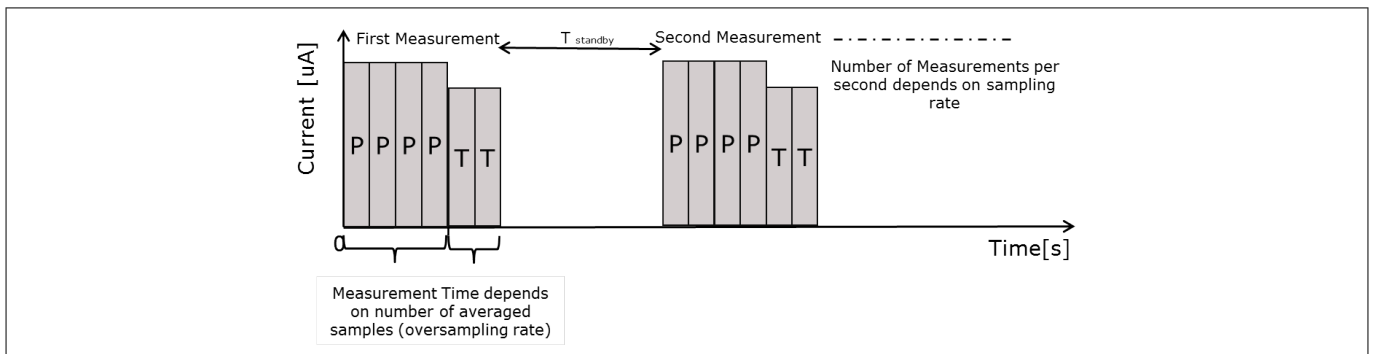 First Measurement
T standby
Second Measurement
Number of Measurements per
second depends on sampling
rate
Current [uA]
P P P P T T
P P P P T T
0
Time[s]
Measurement Time depends
on number of averaged
samples (oversampling rate)